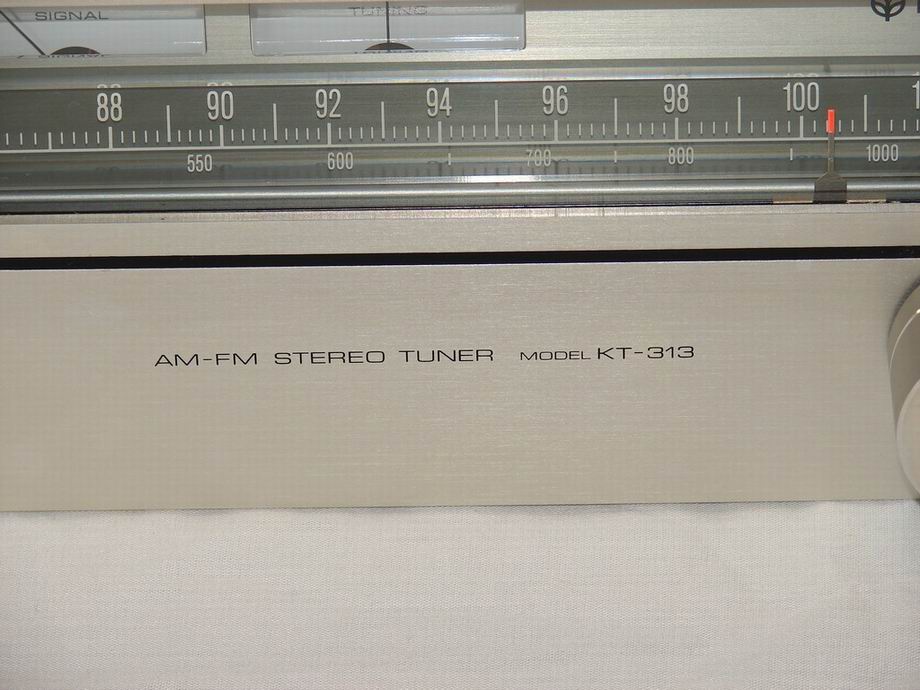 SIGNAL TUNING
88 90 92 94 96 98 100
550 600 700 800 1000
AM-FM STEREO TUNER MODEL KT-313